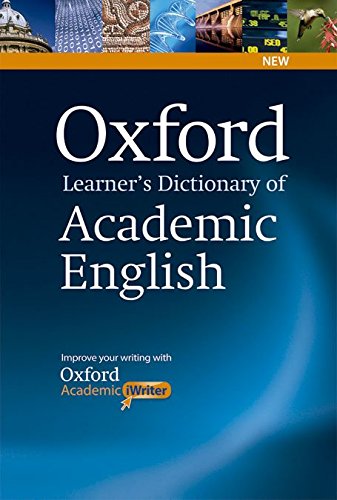 NEW
Oxford
Learner's Dictionary of
Academic
English
Improve your writing with
Oxford
Academic iWriter